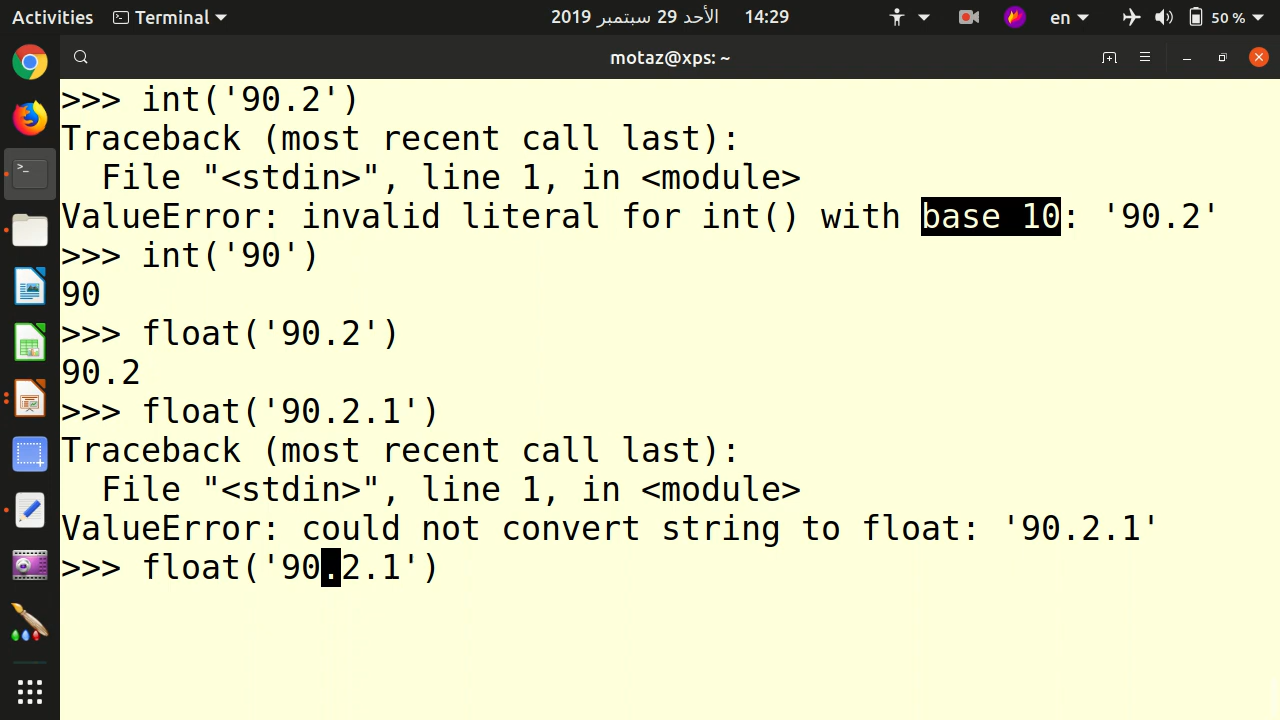 Activities Terminal الأحد 29 سبتمبر 2019 14:29 en 50 %
motaz@xps: ~
>>> int('90.2')
Traceback (most recent call last):
  File "<stdin>", line 1, in <module>
ValueError: invalid literal for int() with base 10: '90.2'
>>> int('90')
90
>>> float('90.2')
90.2
>>> float('90.2.1')
Traceback (most recent call last):
  File "<stdin>", line 1, in <module>
ValueError: could not convert string to float: '90.2.1'
>>> float('90.2.1')